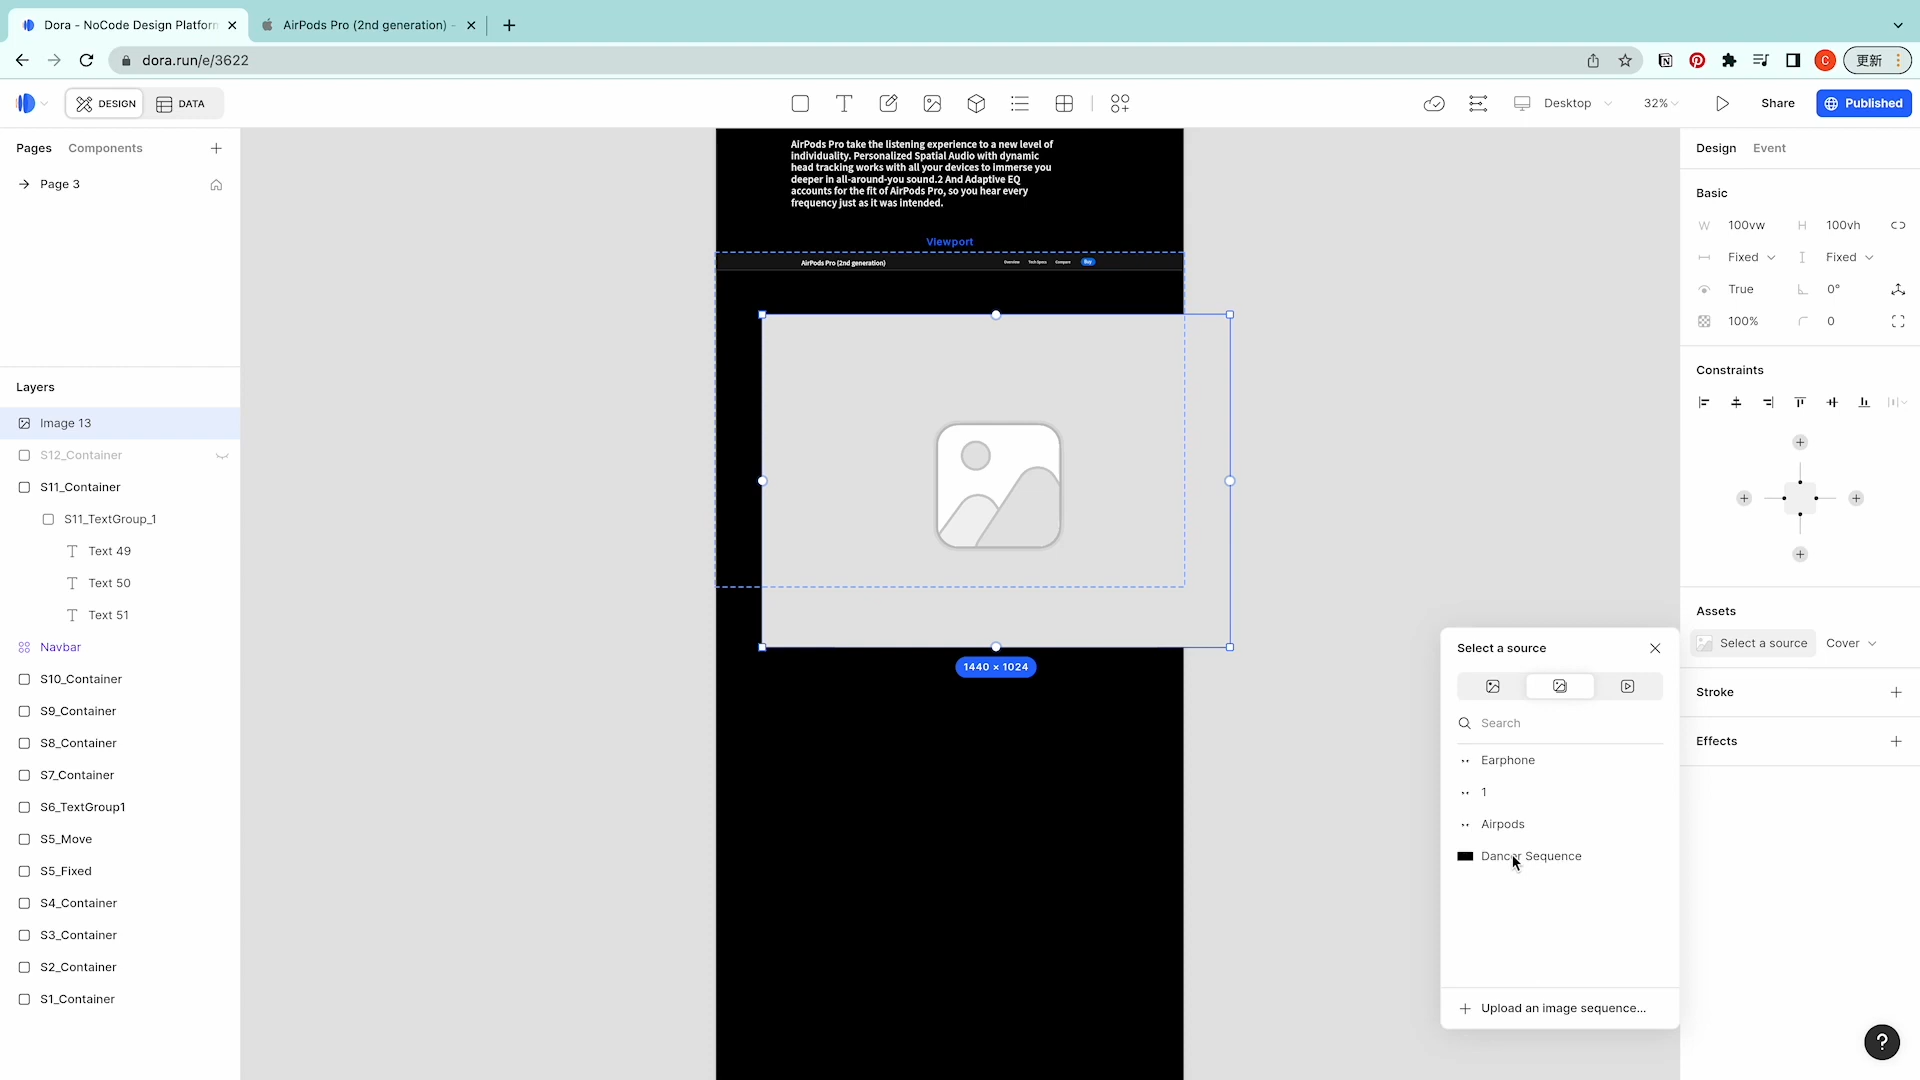 Dora - NoCode Design Platform
AirPods Pro (2nd generation) -
dora.run/e/3622
C
更新
DESIGN
DATA
Desktop
32%
Share
Published
Pages
Components
Page 3
Layers
Image 13
S12_Container
S11_Container
S11_TextGroup_1
Text 49
Text 50
Text 51
Navbar
S10_Container
S9_Container
S8_Container
S7_Container
S6_TextGroup1
S5_Move
S5_Fixed
S4_Container
S3_Container
S2_Container
S1_Container
AirPods Pro take the listening experience to a new level of
individuality. Personalized Spatial Audio with dynamic
head tracking works with all your devices to immerse you
deeper in all-around-you sound.2 And Adaptive EQ
accounts for the fit of AirPods Pro, so you hear every
frequency just as it was intended.
Viewport
AirPods Pro (2nd generation)
Overview
Tech Specs
Compare
Buy
1440 × 1024
Select a source
Search
Earphone
1
Airpods
Dancer Sequence
Upload an image sequence...
Design
Event
Basic
W 100vw H 100vh
Fixed
Fixed
True
0°
100%
0
Constraints
Assets
Select a source
Cover
Stroke
Effects
?